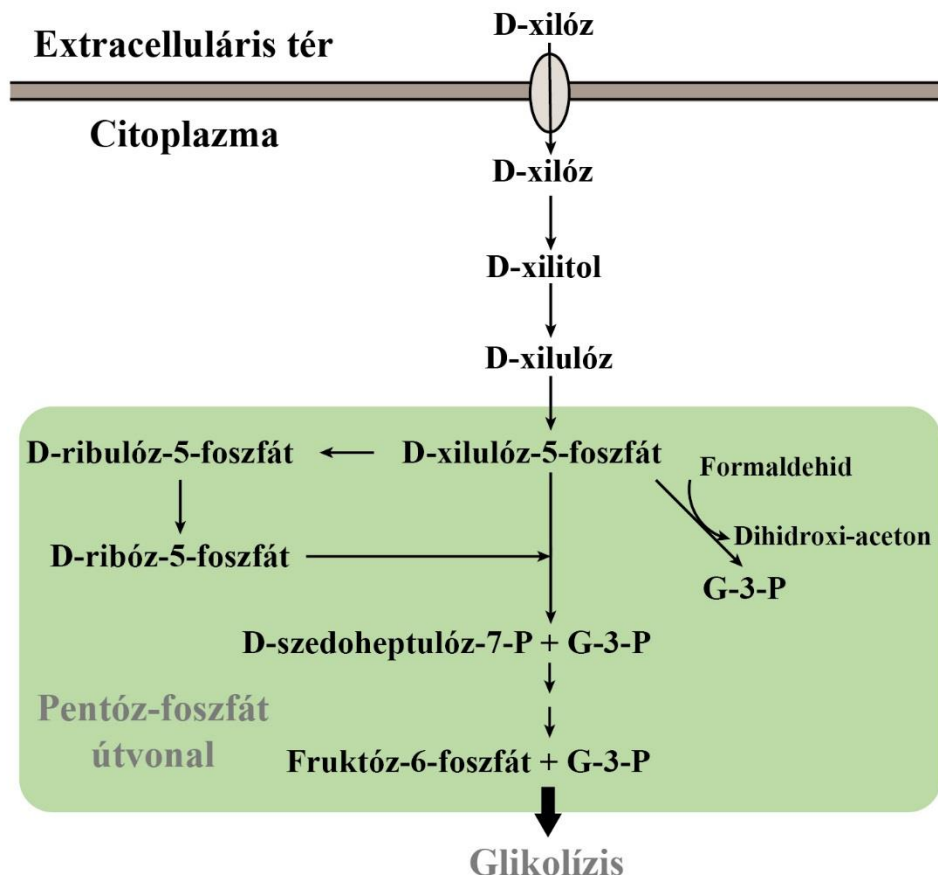 D-xilóz
Extracelluláris tér
Citoplazma
D-xilóz
D-xilitol
D-xilulóz
D-ribulóz-5-foszfát
D-xilulóz-5-foszfát
Formaldehid
Dihidroxi-aceton
D-ribóz-5-foszfát
G-3-P
D-szedoheptulóz-7-P + G-3-P
Pentóz-foszfát
útvonal
Fruktóz-6-foszfát + G-3-P
Glikolízis